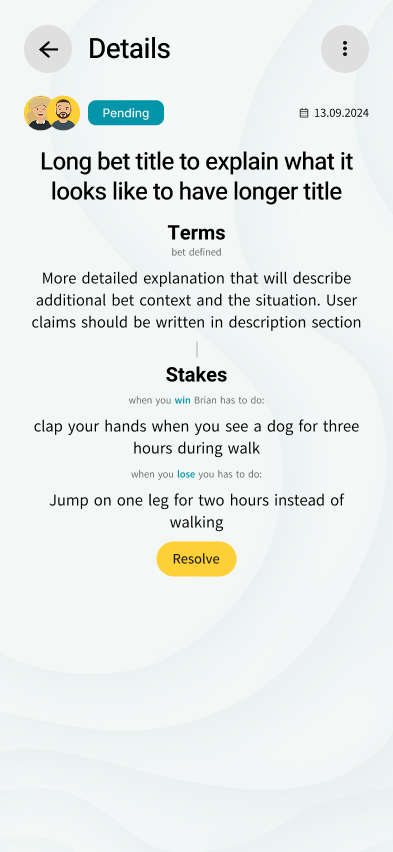 Details
Pending
13.09.2024
Long bet title to explain what it
looks like to have longer title
Terms
bet defined
More detailed explanation that will describe
additional bet context and the situation. User
claims should be written in description section
Stakes
when you win Brian has to do:
clap your hands when you see a dog for three
hours during walk
when you lose you has to do:
Jump on one leg for two hours instead of
walking
Resolve